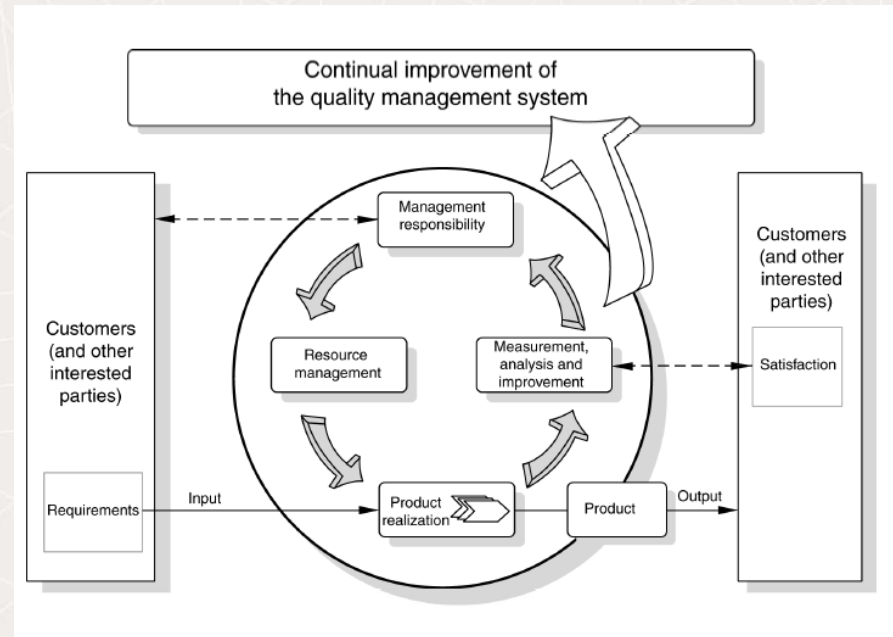 Continual improvement of
the quality management system
Management
responsibility
Customers
(and other
interested
parties)
Customers
(and other
interested
parties)
Resource
management
Measurement,
analysis and
improvement
Satisfaction
Requirements
Input
Product
realization
Product
Output